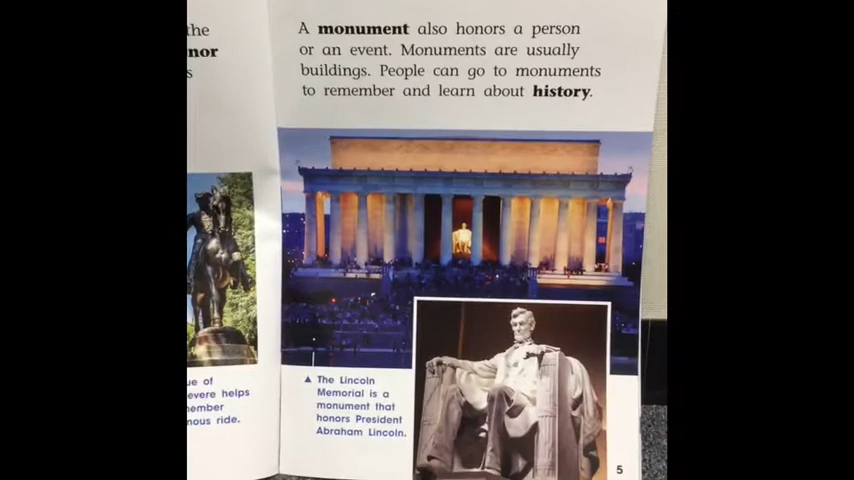 the
nor
s
ue of
evere helps
member
nous ride.
A monument also honors a person
or an event. Monuments are usually
buildings. People can go to monuments
to remember and learn about history.
▲ The Lincoln
Memorial is a
monument that
honors President
Abraham Lincoln.
5